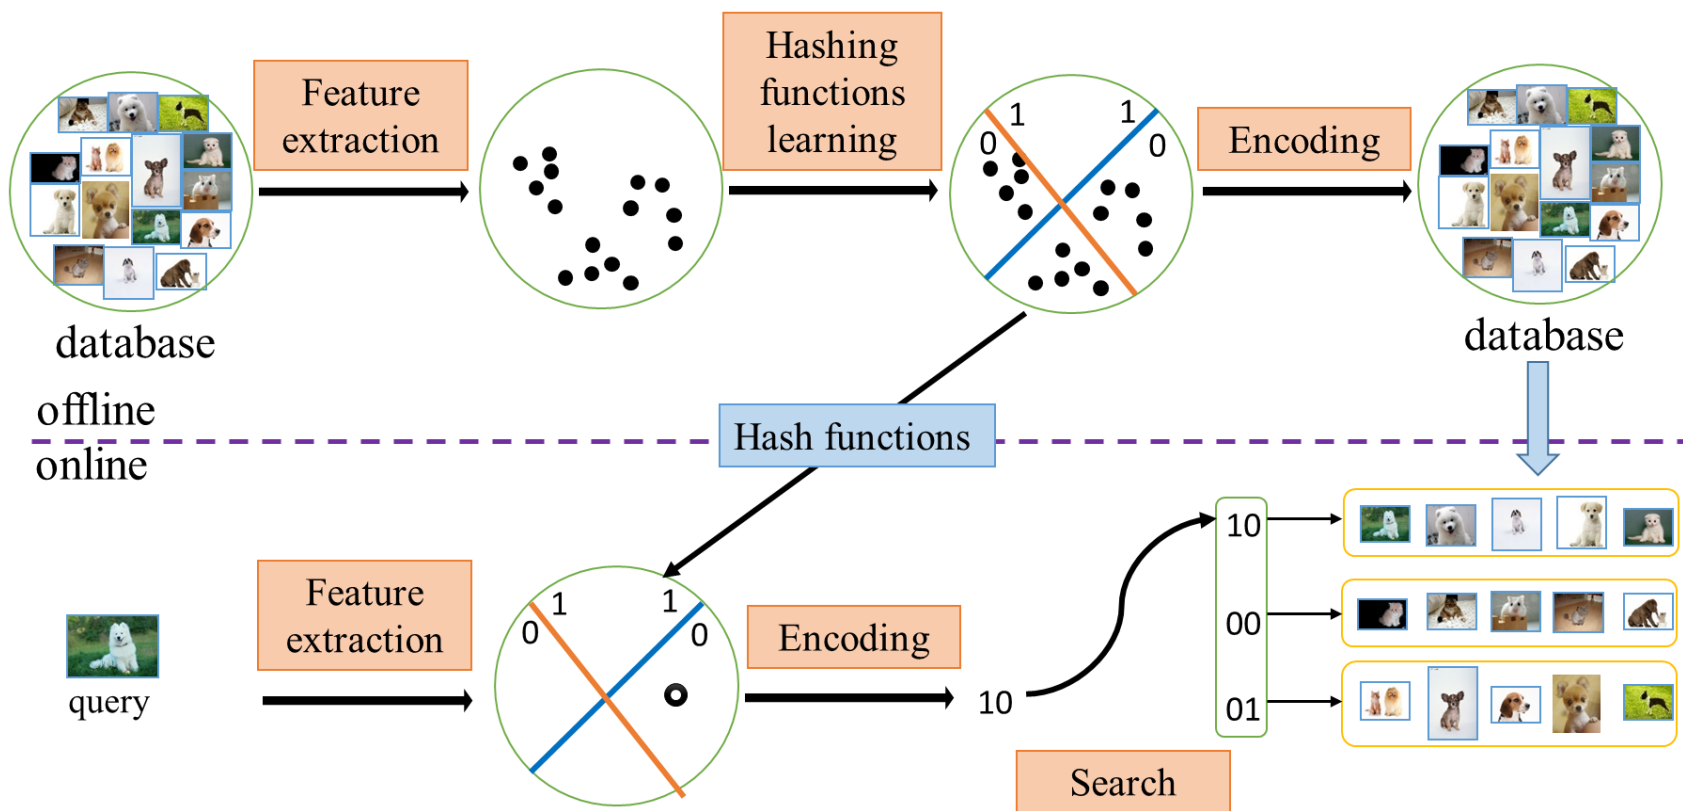 Feature
extraction
Hashing
functions
learning
1
0
1
0
Encoding
database
database
offline
Hash functions
online
Feature
extraction
1
0
1
0
Encoding
query
10
10
00
01
Search